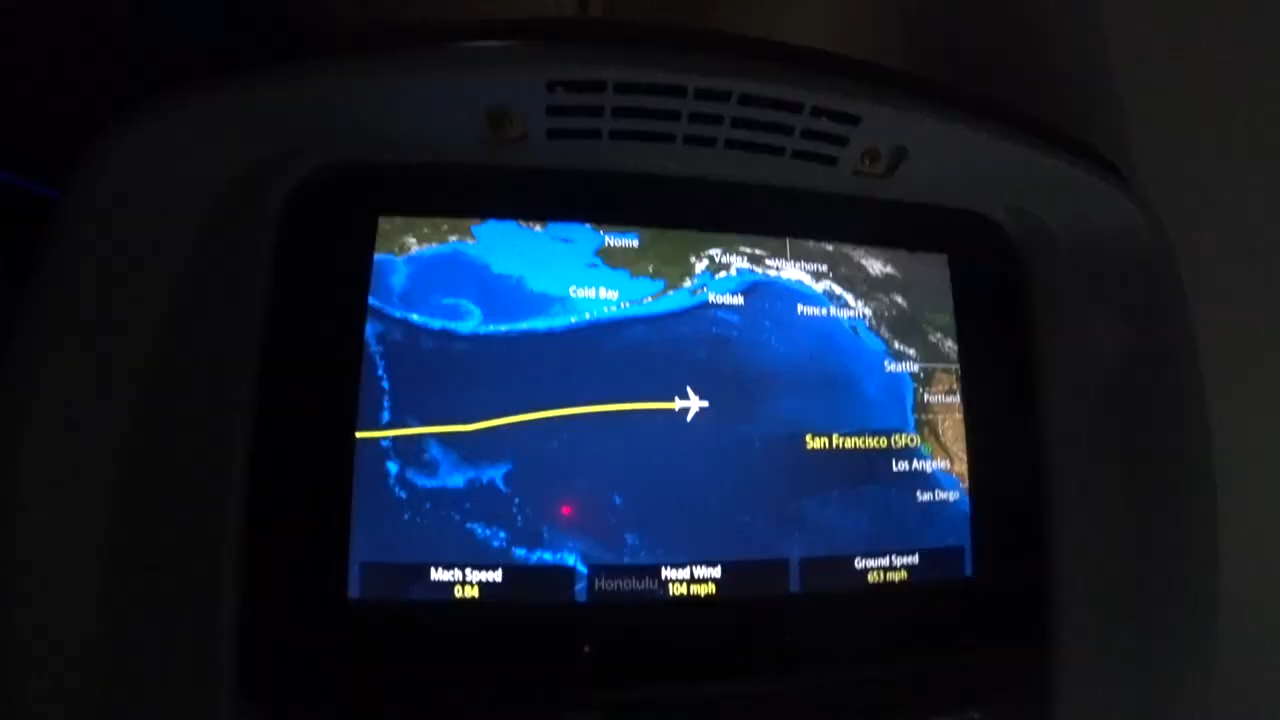 Nome
Valdez
Whitehorse
Cold Bay
Kodiak
Prince Rupert
Seattle
Portland
San Francisco (SFO)
Los Angeles
San Diego
Mach Speed
0.84
Honolulu
Head Wind
104 mph
Ground Speed
653 mph